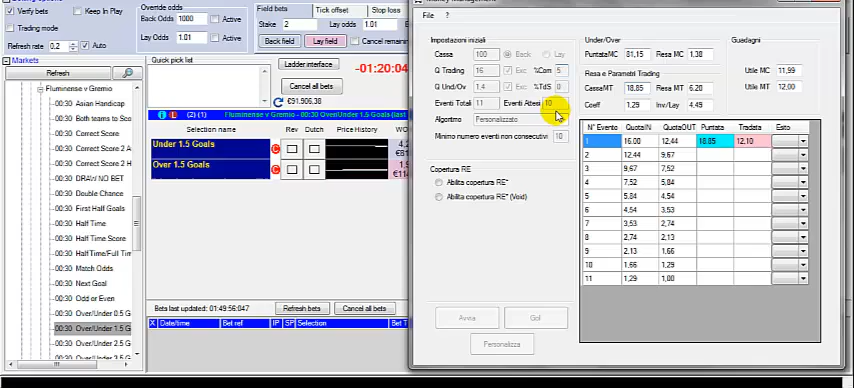 Verify bets
Keep In Play
Trading mode
Refresh rate 0.2 Auto
Override odds
Back Odds 1000 Active
Lay Odds 1.01 Active
Field bets
Tick offset
Stop loss
Stake 2 Lay odds 1.01
Back field
Lay field
Cancel remaining
Markets
Refresh
Fluminense v Gremio
00:30 Asian Handicap
00:30 Both teams to Sco
00:30 Correct Score
00:30 Correct Score 2
00:30 Correct Score 2 H
00:30 DRAW NO BET
00:30 Double Chance
00:30 First Half Goals
00:30 Half Time
00:30 Half Time Score
00:30 Half Time/Full Ti
00:30 Match Odds
00:30 Next Goal
00:30 Odd or Even
00:30 Over/Under 0.5 G
00:30 Over/Under 1.5
00:30 Over/Under 2.5 G
00:30 Over/Under 3.5 G
Quick pick list
Ladder interface
Cancel all bets
€91.906,38
-01:20:04
(2) (1) Fluminense v Gremio 00:30 Over/Under 1.5 Goals (last
Selection name Rev Dutch Price History
Under 1.5 Goals
Over 1.5 Goals
Bets last updated: 01:49:56:047
Refresh bets
Cancel all bets
X Date/time Bet ref IP SP Selection Bet T
File ?
Impostazioni iniziali
Cassa 100 Back Lay
Q Trading 16 Exc %Com 5
Q Und/Ov 1,4 Exc %TdS 0
Eventi Totali 11 Eventi Attesi 10
Algoritmo Personalizzato
Minimo numero eventi non consecutivi 10
Copertura RE
Abilita copertura RE*
Abilita copertura RE* (Void)
Avvia
Gol
Personalizza
Under/Over
PuntataMC 81,15 Resa MC 1.38
Resa e Parametri Trading
CassaMT 18,85 Resa MT 6.20
Coeff 1,29 Inv/Lay 4,49
Guadagni
Utile MC 11,99
Utile MT 12,00
N° Evento QuotaIN QuotaOUT Puntata Tradata Esto
1 16.00 12,44 18,85 12,10
2 12.44 9,67
3 9,67 7,52
4 7,52 5,84
5 5.84 4,54
6 4,54 3,53
7 3,53 2,74
8 2,74 2,13
9 2,13 1,66
10 1,66 1,29
11 1,29 1,00